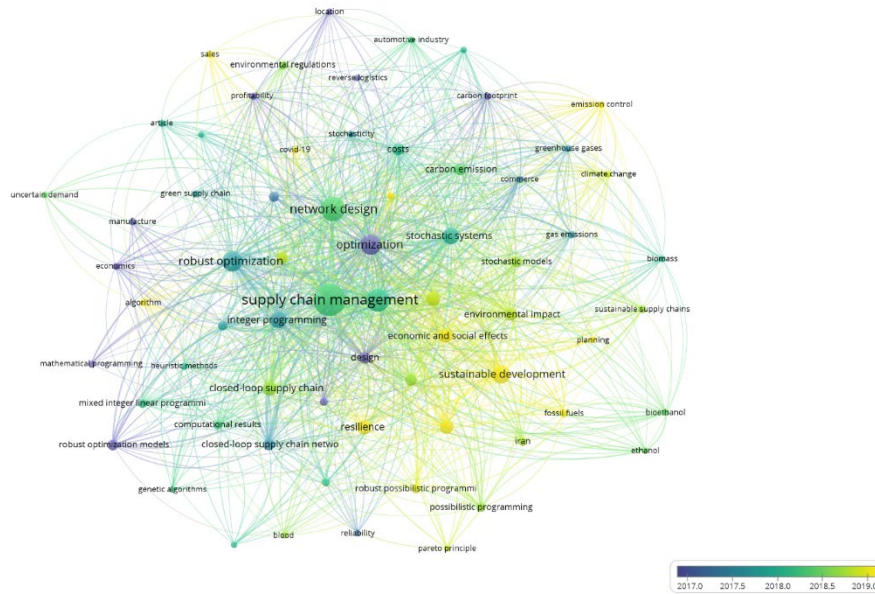 location
automotive industry
sales
environmental regulations
reverse logistics
profitability
carbon footprint
emission control
article
stochasticity
covid-19
costs
greenhouse gases
carbon emission
climate change
commerce
uncertain demand
green supply chain
network design
manufacture
optimization
stochastic systems
gas emissions
robust optimization
stochastic models
biomass
economics
algorithm
supply chain management
integer programming
environmental impact
sustainable supply chains
economic and social effects
planning
mathematical programming
heuristic methods
design
sustainable development
closed-loop supply chain
mixed integer linear programmi
computational results
resilience
fossil fuels
bioethanol
robust optimization models
closed-loop supply chain netwo
iran
ethanol
genetic algorithms
robust possibilistic programmi
possibilistic programming
blood
reliability
pareto principle
2017.0 2017.5 2018.0 2018.5 2019.0